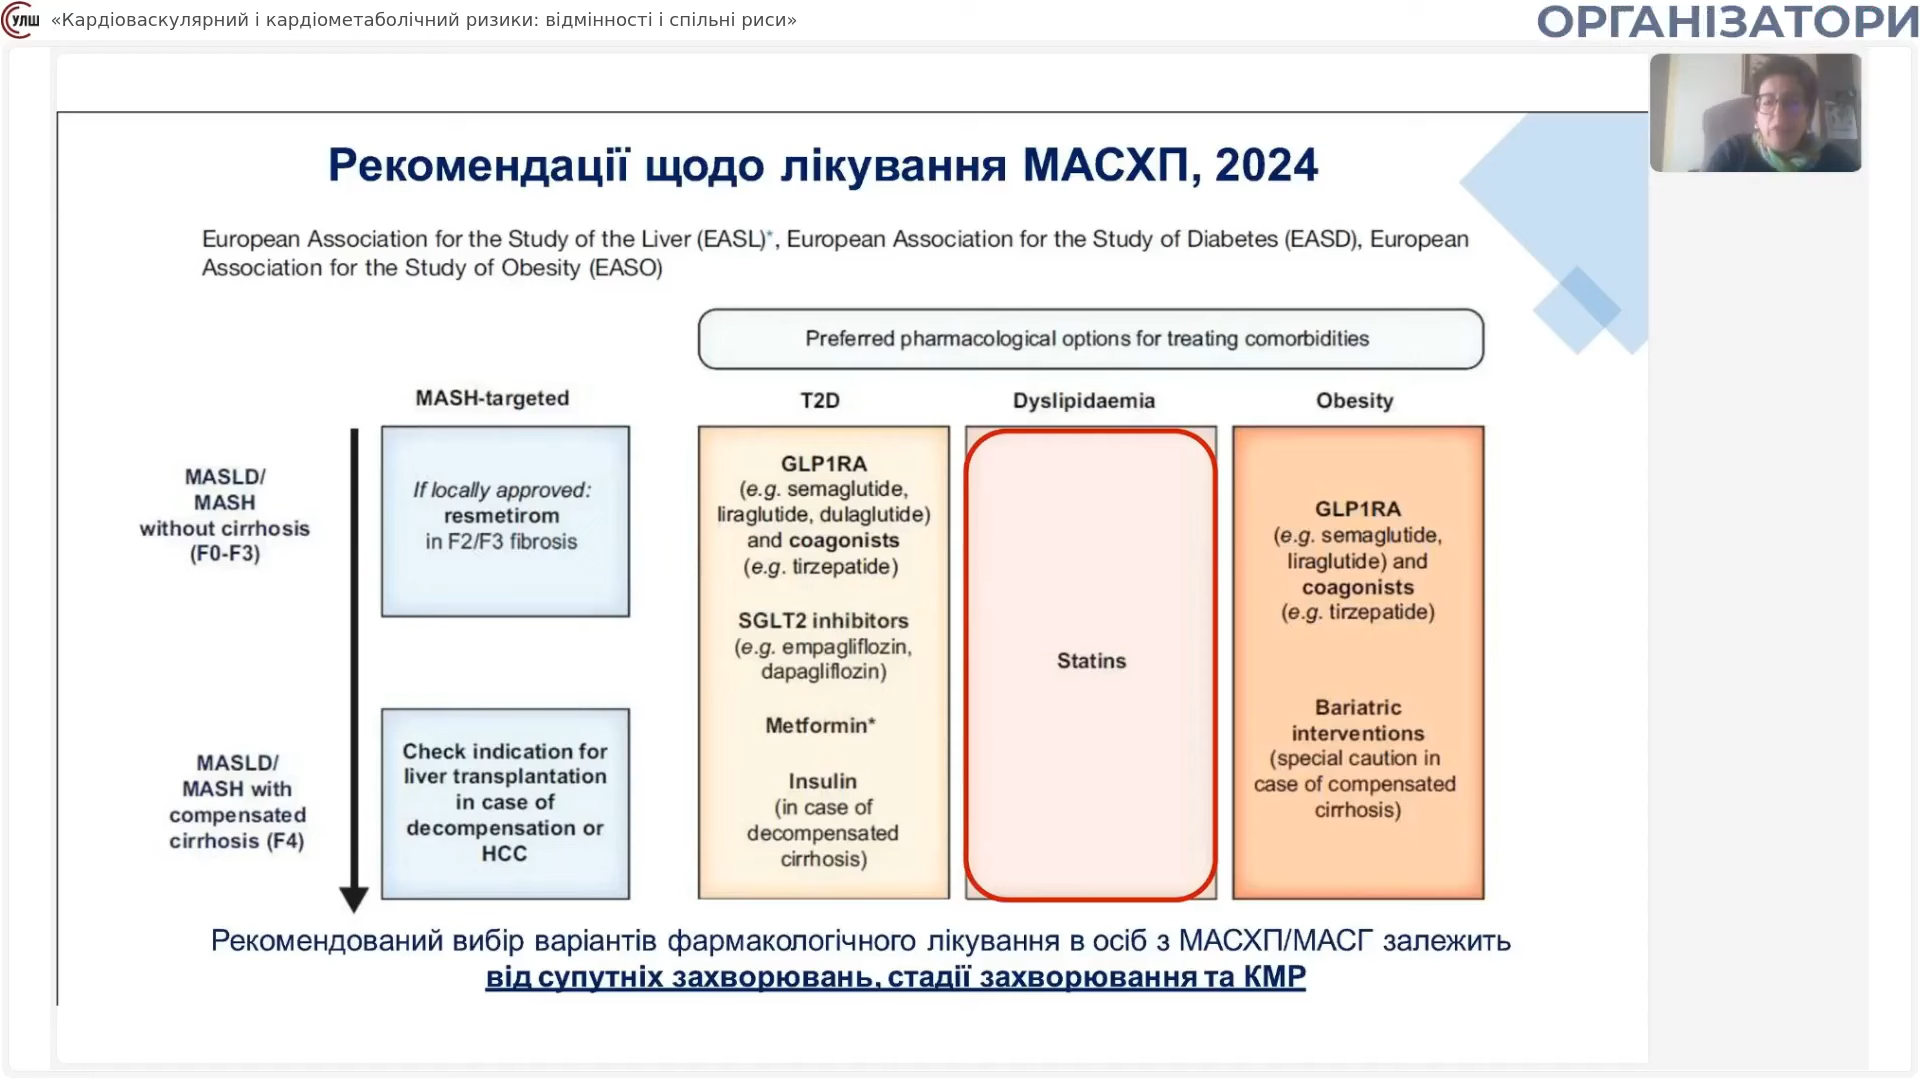 УЛШ «Кардіоваскулярний і кардіометаболічний ризики: відмінності і спільні риси»
ОРГАНІЗАТОРИ
Рекомендації щодо лікування МАСХП, 2024
European Association for the Study of the Liver (EASL)*, European Association for the Study of Diabetes (EASD), European
Association for the Study of Obesity (EASO)
Preferred pharmacological options for treating comorbidities
MASH-targeted
T2D
Dyslipidaemia
Obesity
MASLD/
MASH
without cirrhosis
(F0-F3)
If locally approved:
resmetirom
in F2/F3 fibrosis
MASLD/
MASH with
compensated
cirrhosis (F4)
Check indication for
liver transplantation
in case of
decompensation or
HCC
GLP1RA
(e.g. semaglutide,
liraglutide, dulaglutide)
and coagonists
(e.g. tirzepatide)
SGLT2 inhibitors
(e.g. empagliflozin,
dapagliflozin)
Metformin*
Insulin
(in case of
decompensated
cirrhosis)
Statins
GLP1RA
(e.g. semaglutide,
liraglutide) and
coagonists
(e.g. tirzepatide)
Bariatric
interventions
(special caution in
case of compensated
cirrhosis)
Рекомендований вибір варіантів фармакологічного лікування в осіб з МАСХП/МАСГ залежить
від супутніх захворювань, стадії захворювання та КМР